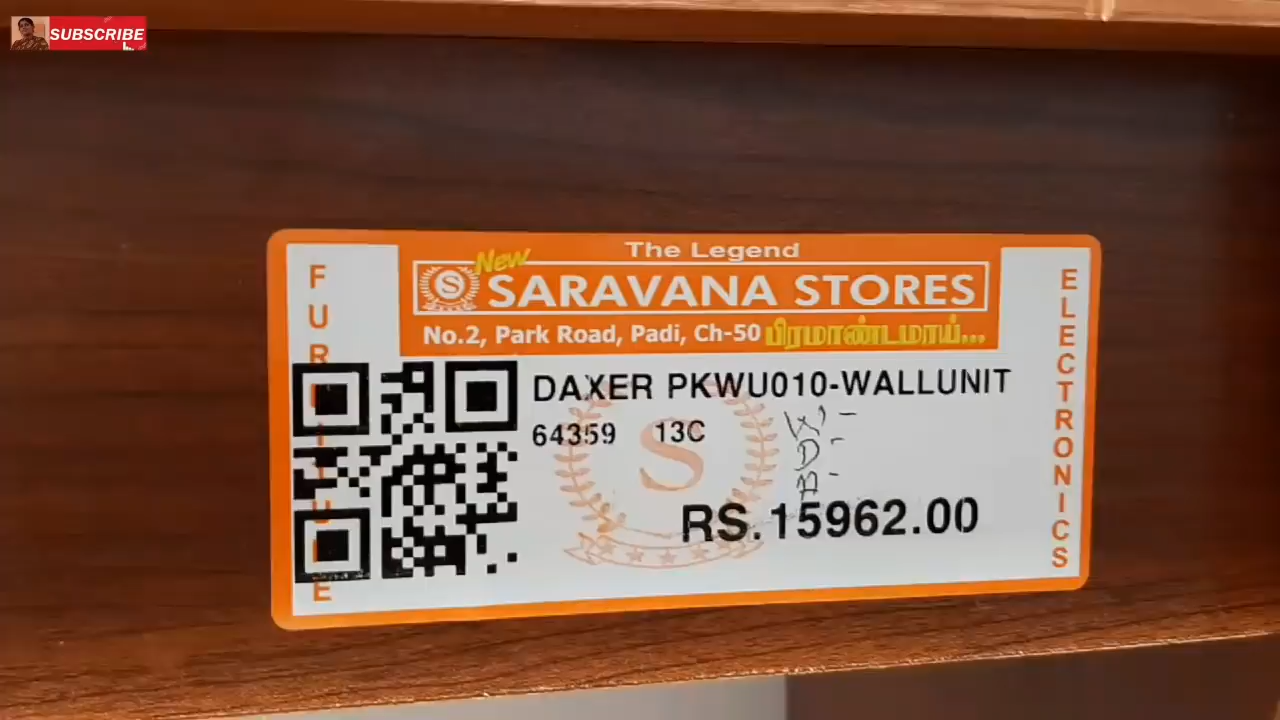 SUBSCRIBE
The Legend
New
S
SARAVANA STORES
No.2, Park Road, Padi, Ch-50 பிரமாண்டமாய்...
FURNITURE
ELECTRONICS
DAXER PKWU010-WALLUNIT
64359 13C
S
W-
D-
H-
RS.15962.00